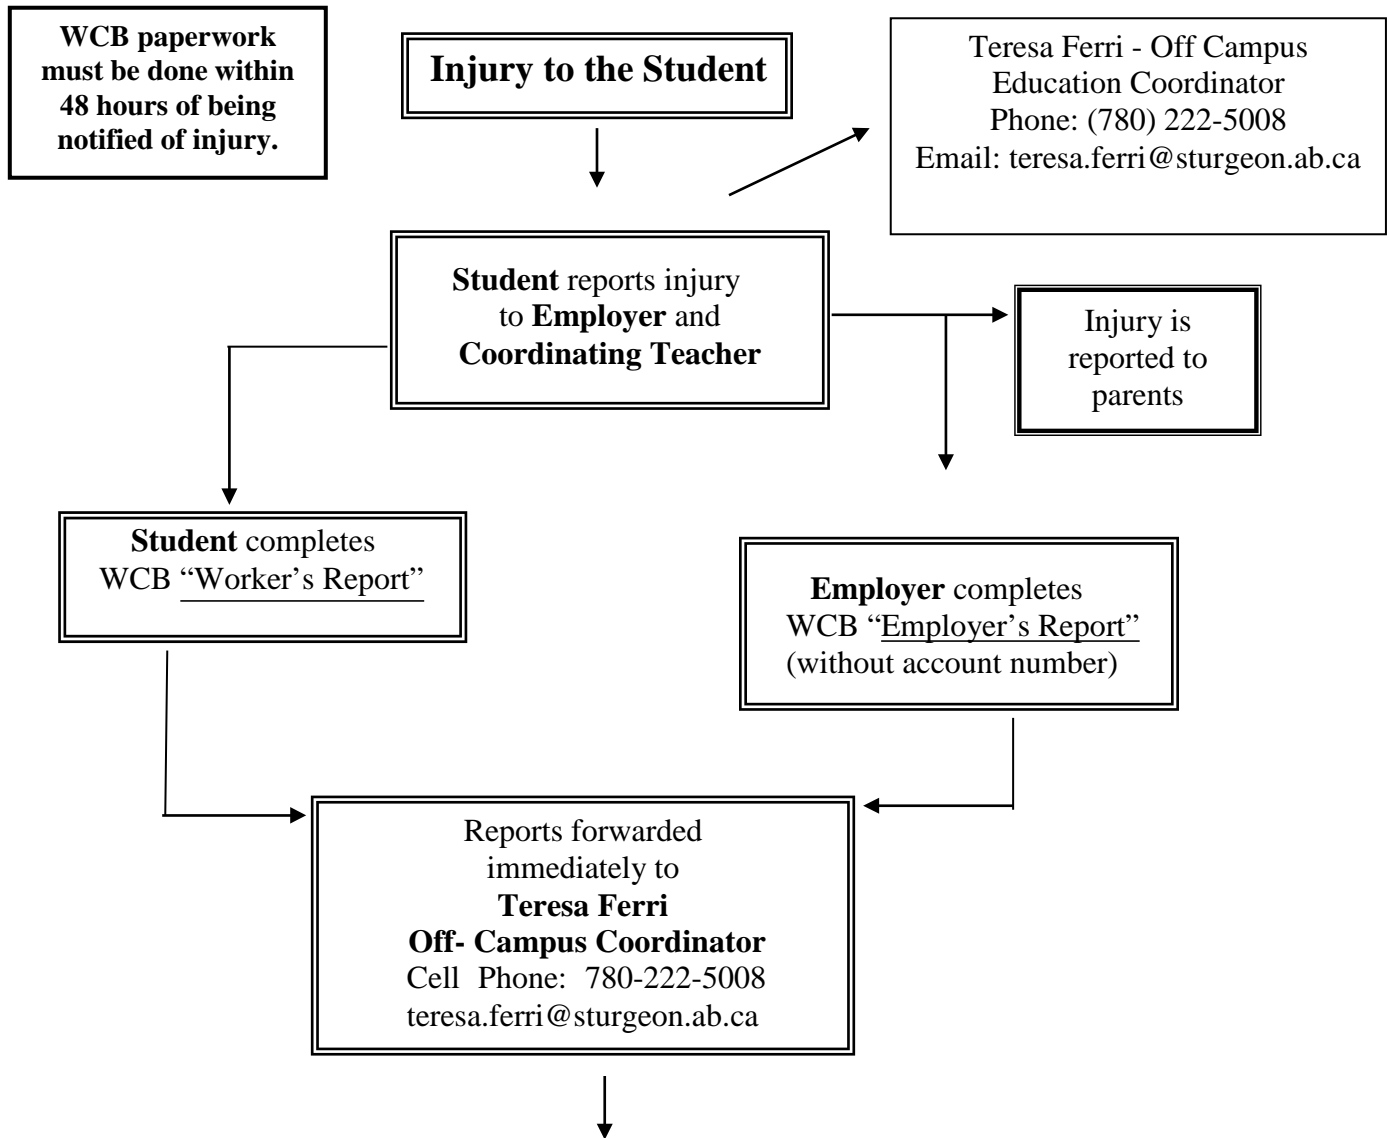 WCB paperwork
must be done within
48 hours of being
notified of injury.
Injury to the Student
Teresa Ferri - Off Campus
Education Coordinator
Phone: (780) 222-5008
Email: teresa.ferri@sturgeon.ab.ca
Student reports injury
to Employer and
Coordinating Teacher
Injury is
reported to
parents
Student completes
WCB “Worker’s Report”
Employer completes
WCB “Employer’s Report”
(without account number)
Reports forwarded
immediately to
Teresa Ferri
Off- Campus Coordinator
Cell Phone: 780-222-5008
teresa.ferri@sturgeon.ab.ca